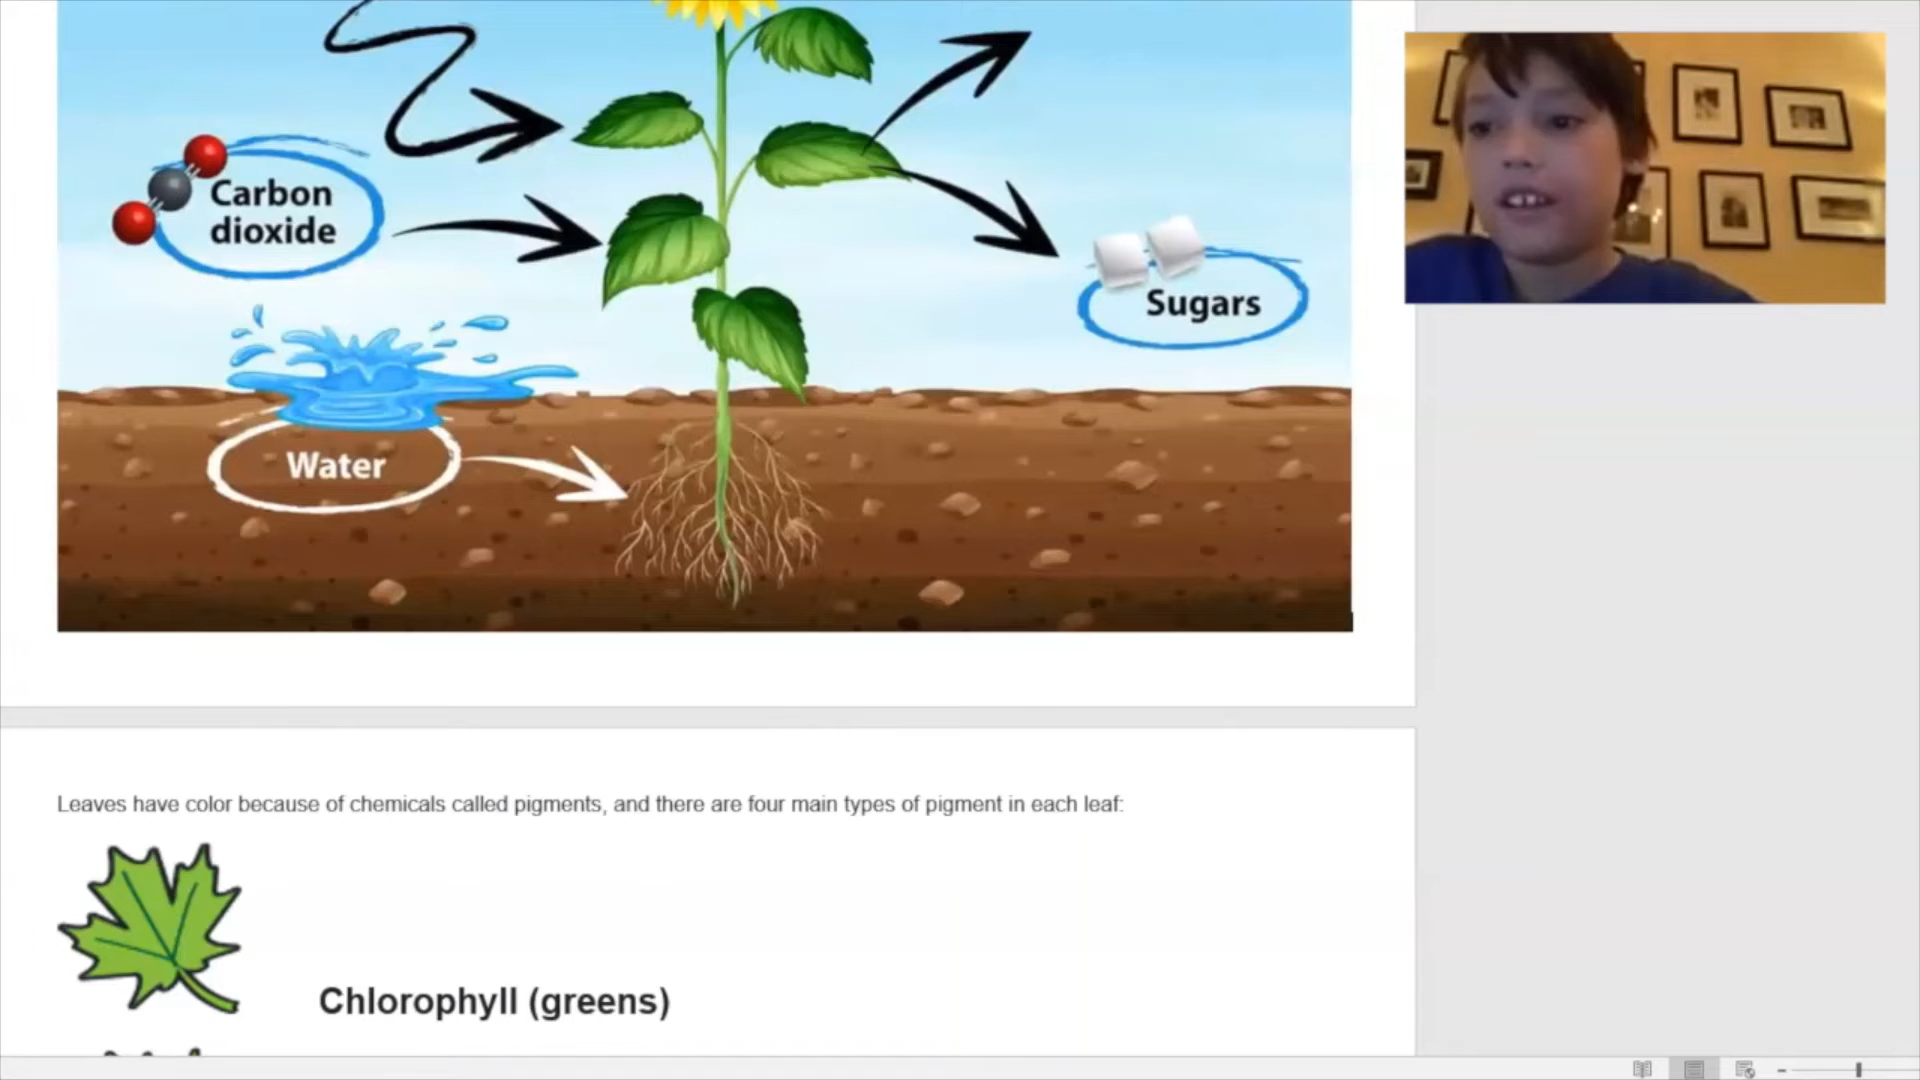 Carbon
dioxide
Sugars
Water
Leaves have color because of chemicals called pigments, and there are four main types of pigment in each leaf:
Chlorophyll (greens)